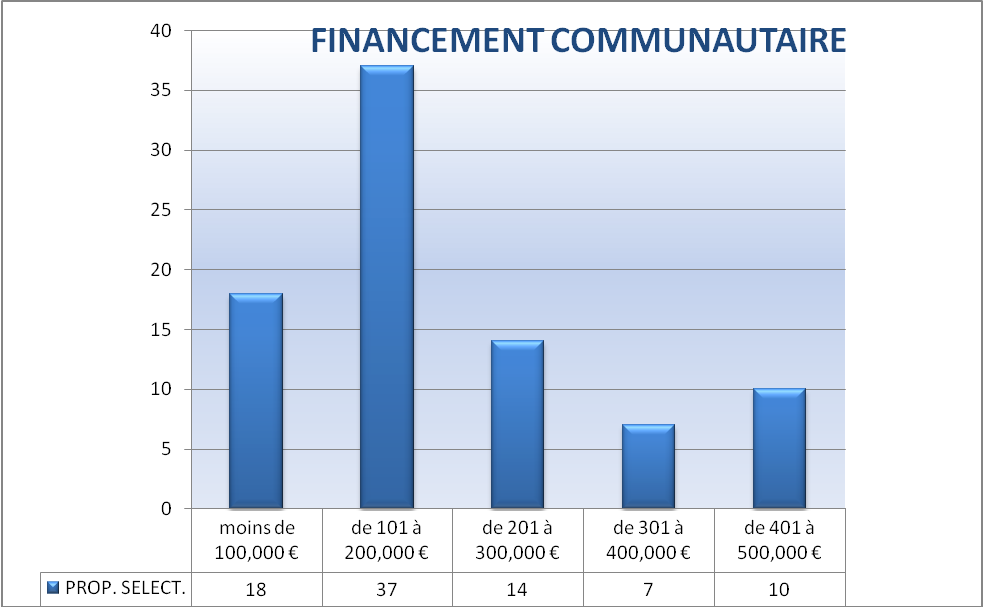 FINANCEMENT COMMUNAUTAIRE
40
35
30
25
20
15
10
5
0
moins de
100,000 €
de 101 à
200,000 €
de 201 à
300,000 €
de 301 à
400,000 €
de 401 à
500,000 €
PROP. SELECT. 18 37 14 7 10